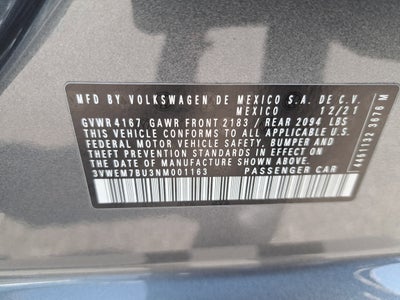 MFD BY VOLKSWAGEN DE MEXICO S.A. DE C.V.
MEXICO 12/21
GVWR 4167 GAWR FRONT 2183 / REAR 2094 LBS
THIS VEHICLE CONFORMS TO ALL APPLICABLE U.S.
FEDERAL MOTOR VEHICLE SAFETY, BUMPER AND
THEFT PREVENTION STANDARDS IN EFFECT ON
THE DATE OF MANUFACTURE SHOWN ABOVE
3VWEM7BU3NM001163 PASSENGER CAR